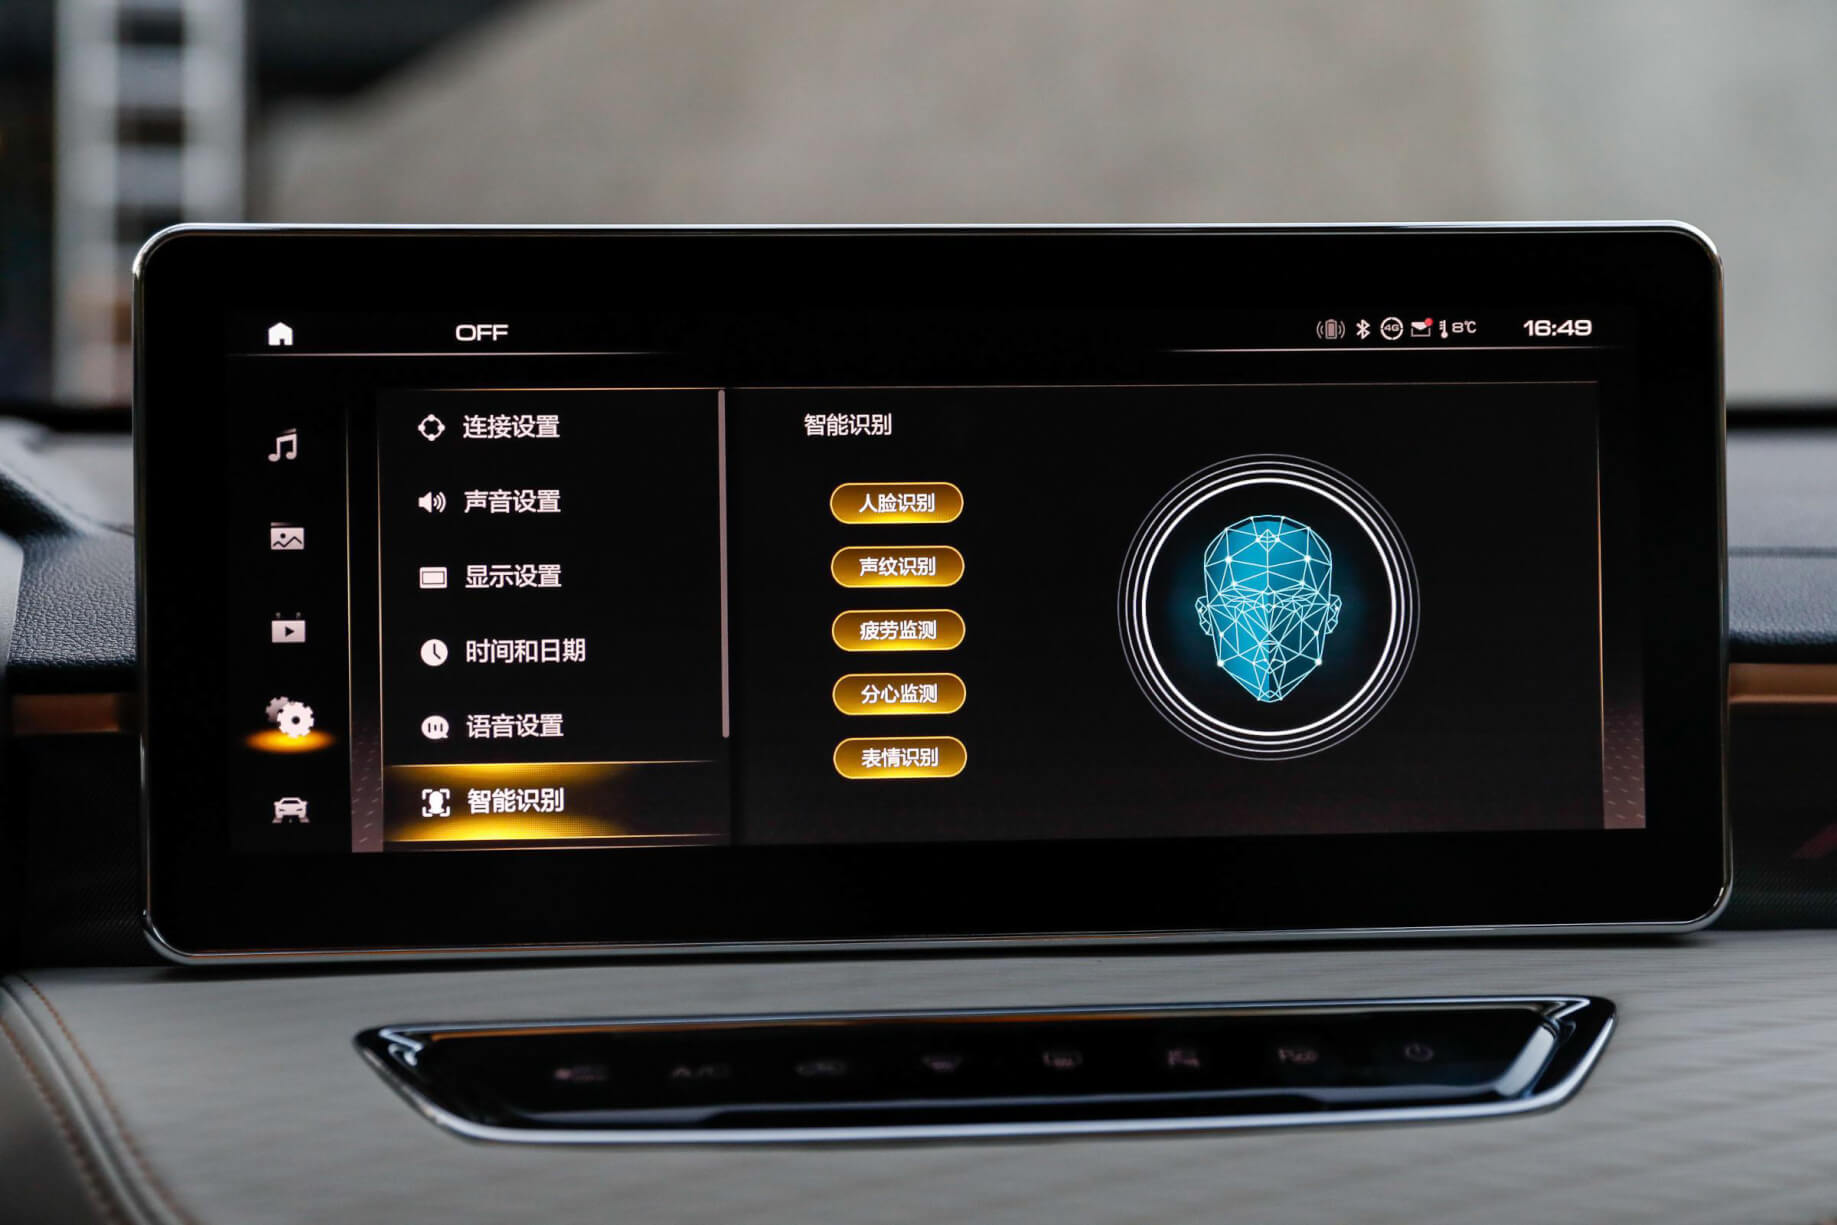 OFF
4G
8℃
16:49
连接设置
声音设置
显示设置
时间和日期
语音设置
智能识别
智能识别
人脸识别
声纹识别
疲劳监测
分心监测
表情识别